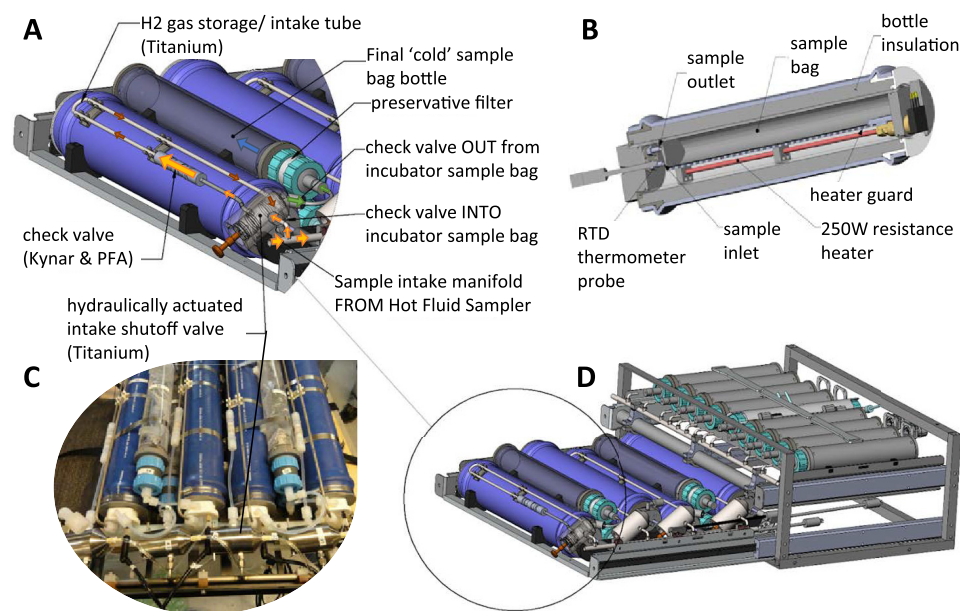 A
H2 gas storage/ intake tube
(Titanium)
Final ‘cold’ sample
bag bottle
preservative filter
check valve OUT from
incubator sample bag
check valve INTO
incubator sample bag
Sample intake manifold
FROM Hot Fluid Sampler
check valve
(Kynar & PFA)
hydraulically actuated
intake shutoff valve
(Titanium)
B
sample
outlet
sample
bag
bottle
insulation
RTD
thermometer
probe
sample
inlet
250W resistance
heater
heater guard
C
D